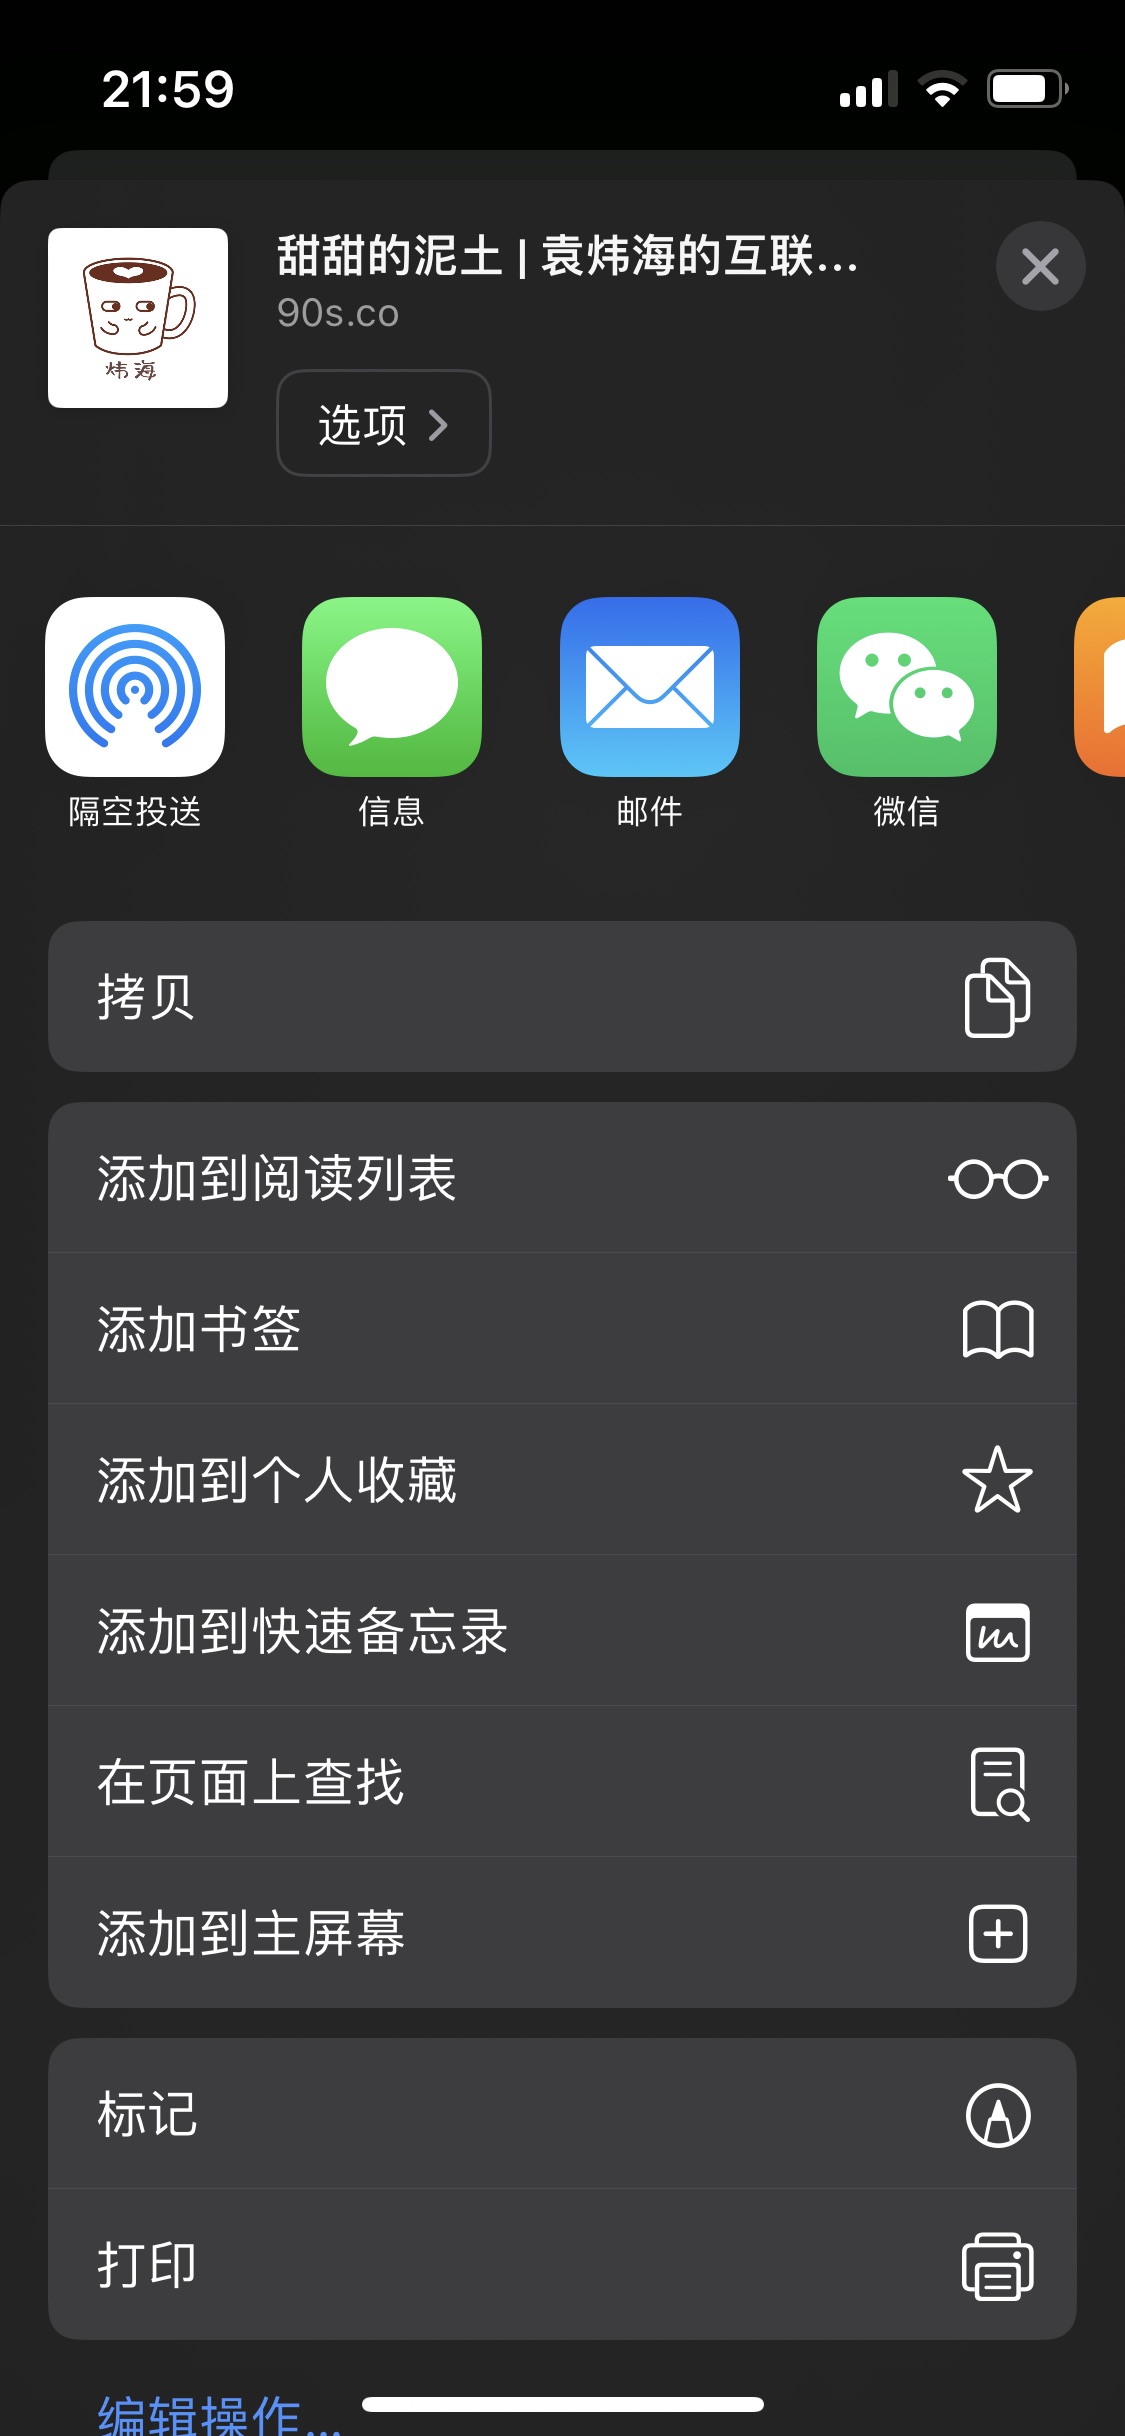 21:59
甜甜的泥土 | 袁炜海的互联...
90s.co
炜海
选项
隔空投送
信息
邮件
微信
拷贝
添加到阅读列表
添加书签
添加到个人收藏
添加到快速备忘录
在页面上查找
添加到主屏幕
标记
打印
编辑操作...